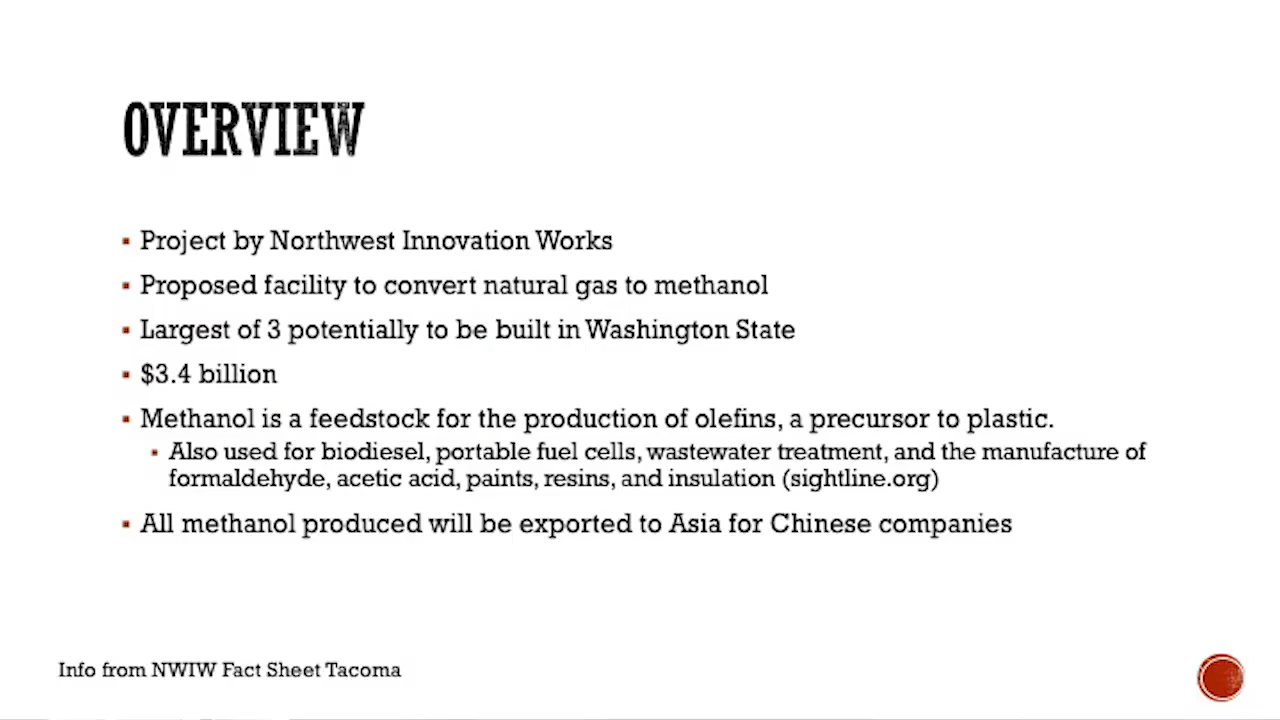 OVERVIEW
Project by Northwest Innovation Works
Proposed facility to convert natural gas to methanol
Largest of 3 potentially to be built in Washington State
$3.4 billion
Methanol is a feedstock for the production of olefins, a precursor to plastic.
Also used for biodiesel, portable fuel cells, wastewater treatment, and the manufacture of
formaldehyde, acetic acid, paints, resins, and insulation (sightline.org)
All methanol produced will be exported to Asia for Chinese companies
Info from NWIW Fact Sheet Tacoma